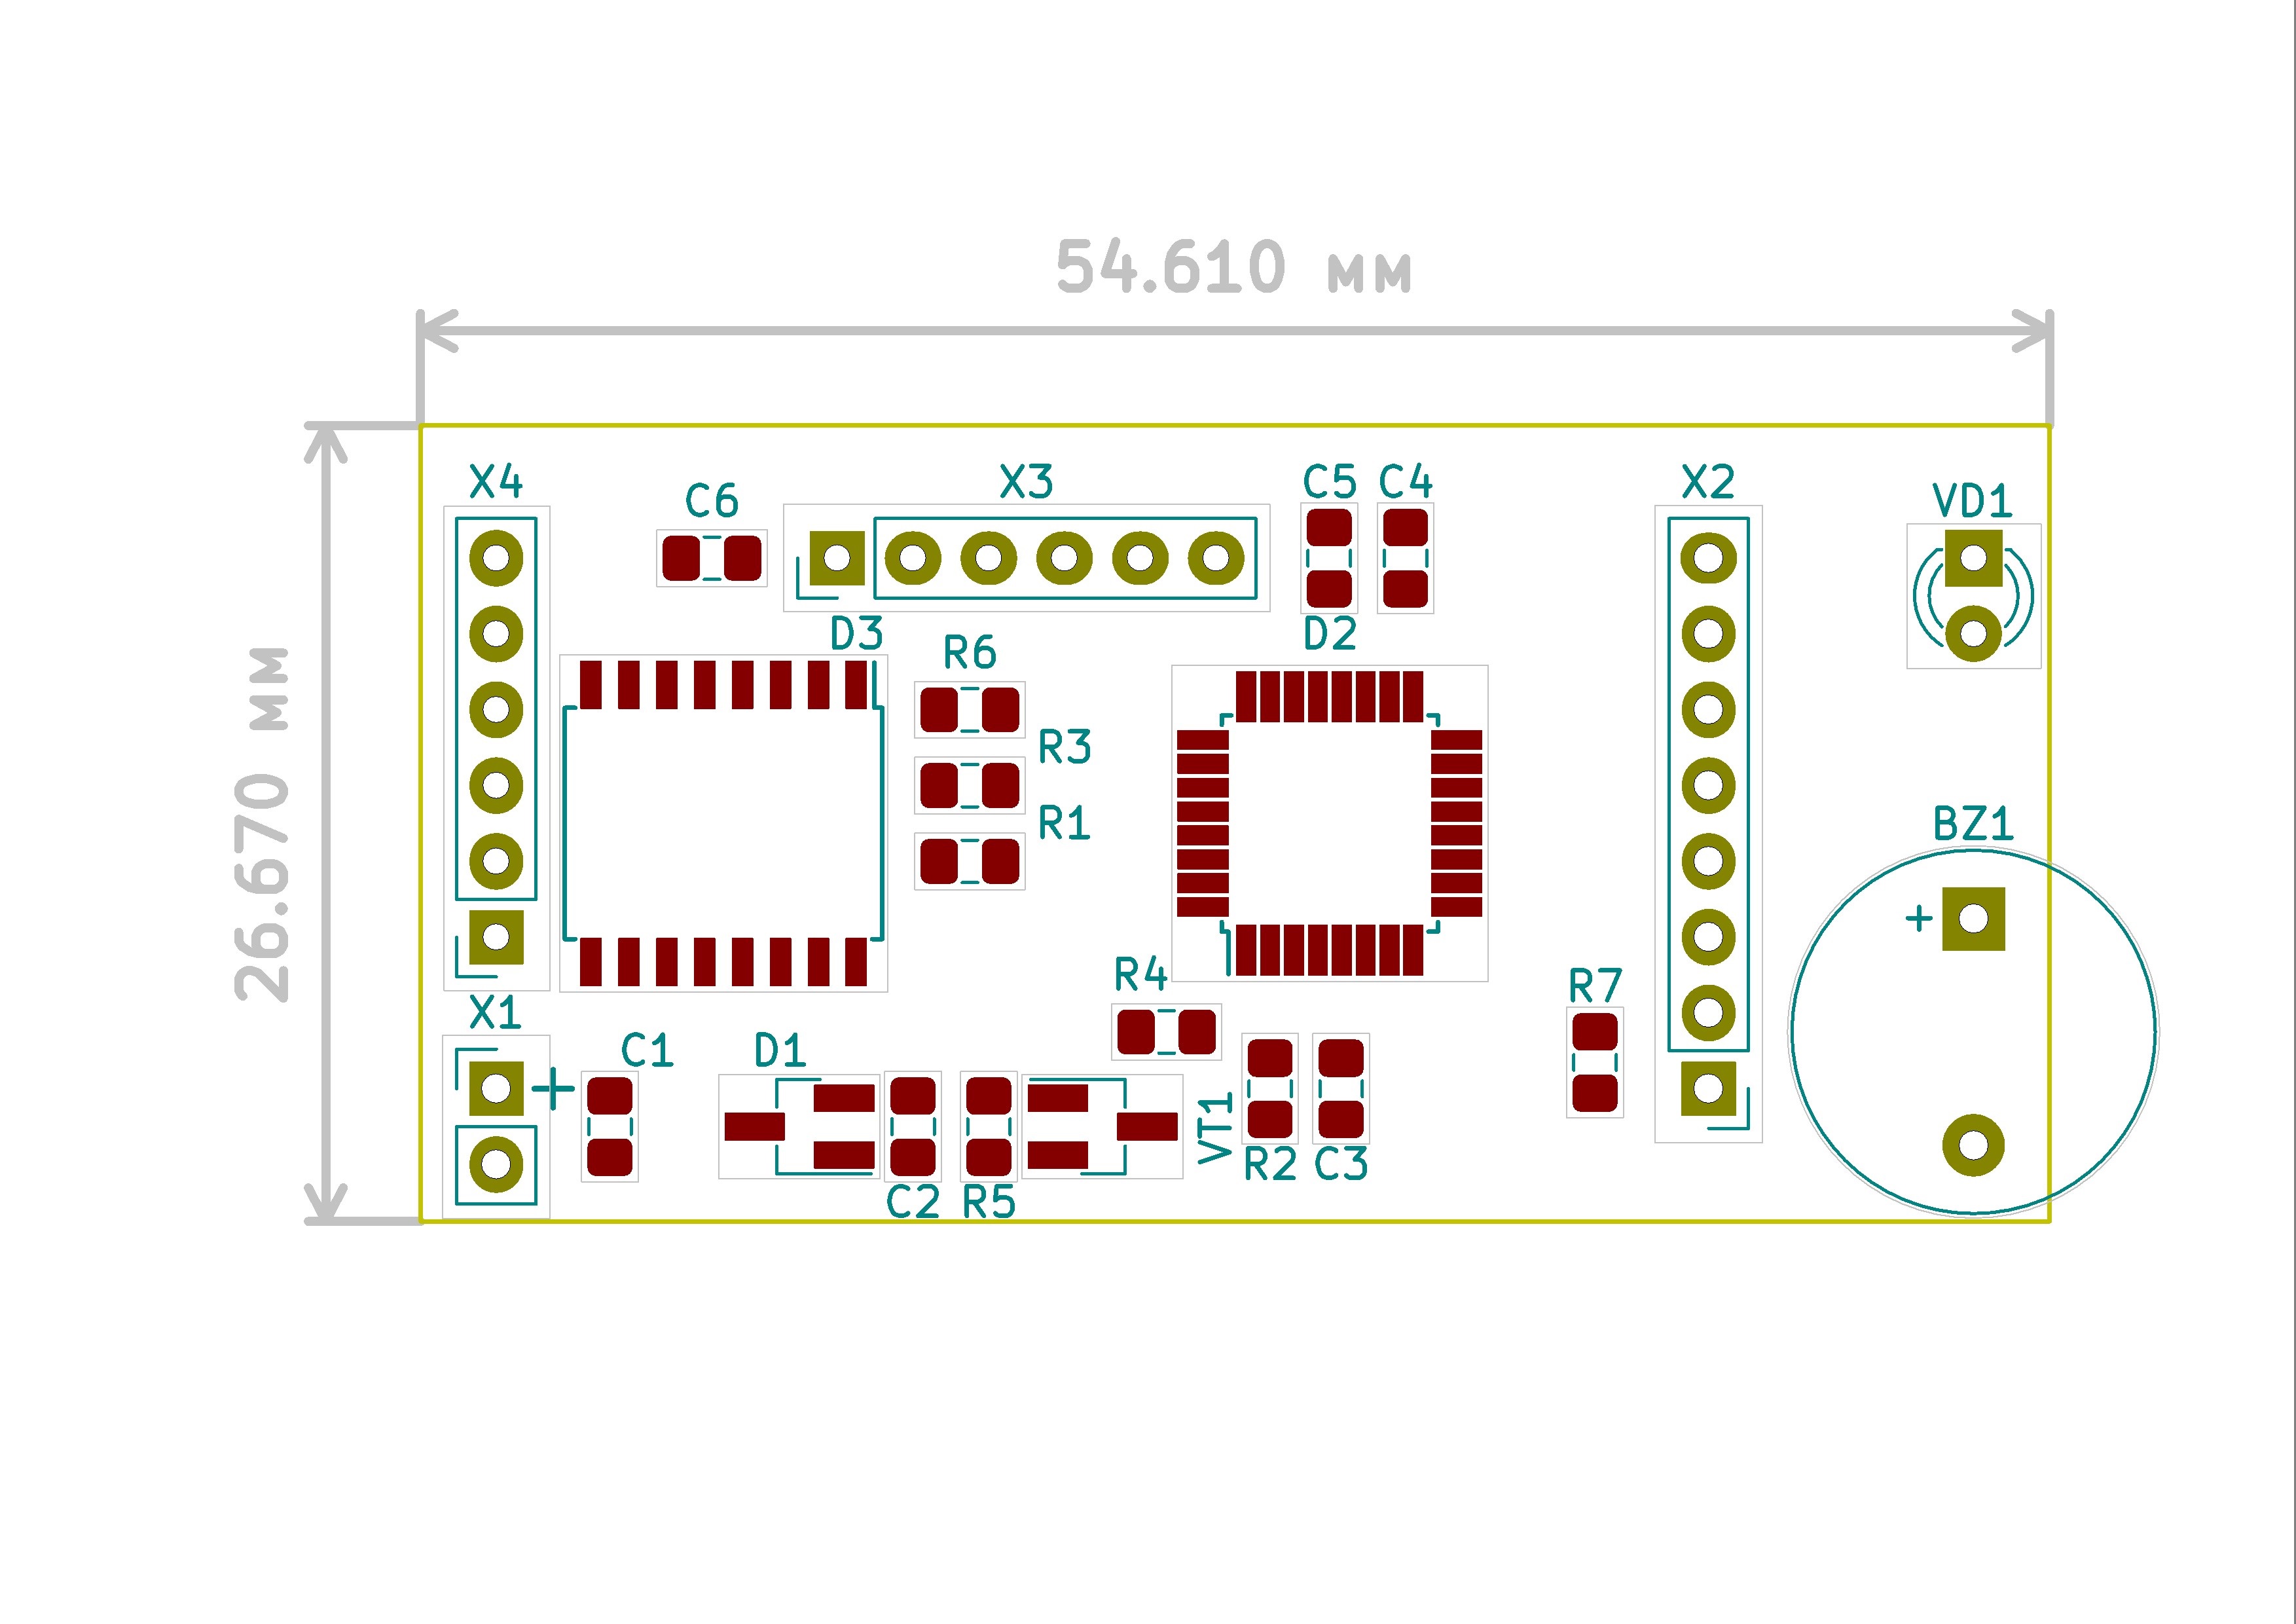 54.610 мм
26.670 мм
X4
C6
X3
C5
C4
X2
VD1
D3
R6
D2
R3
R1
BZ1
+
R4
R7
X1
+
C1
D1
VT1
R2
C3
C2
R5